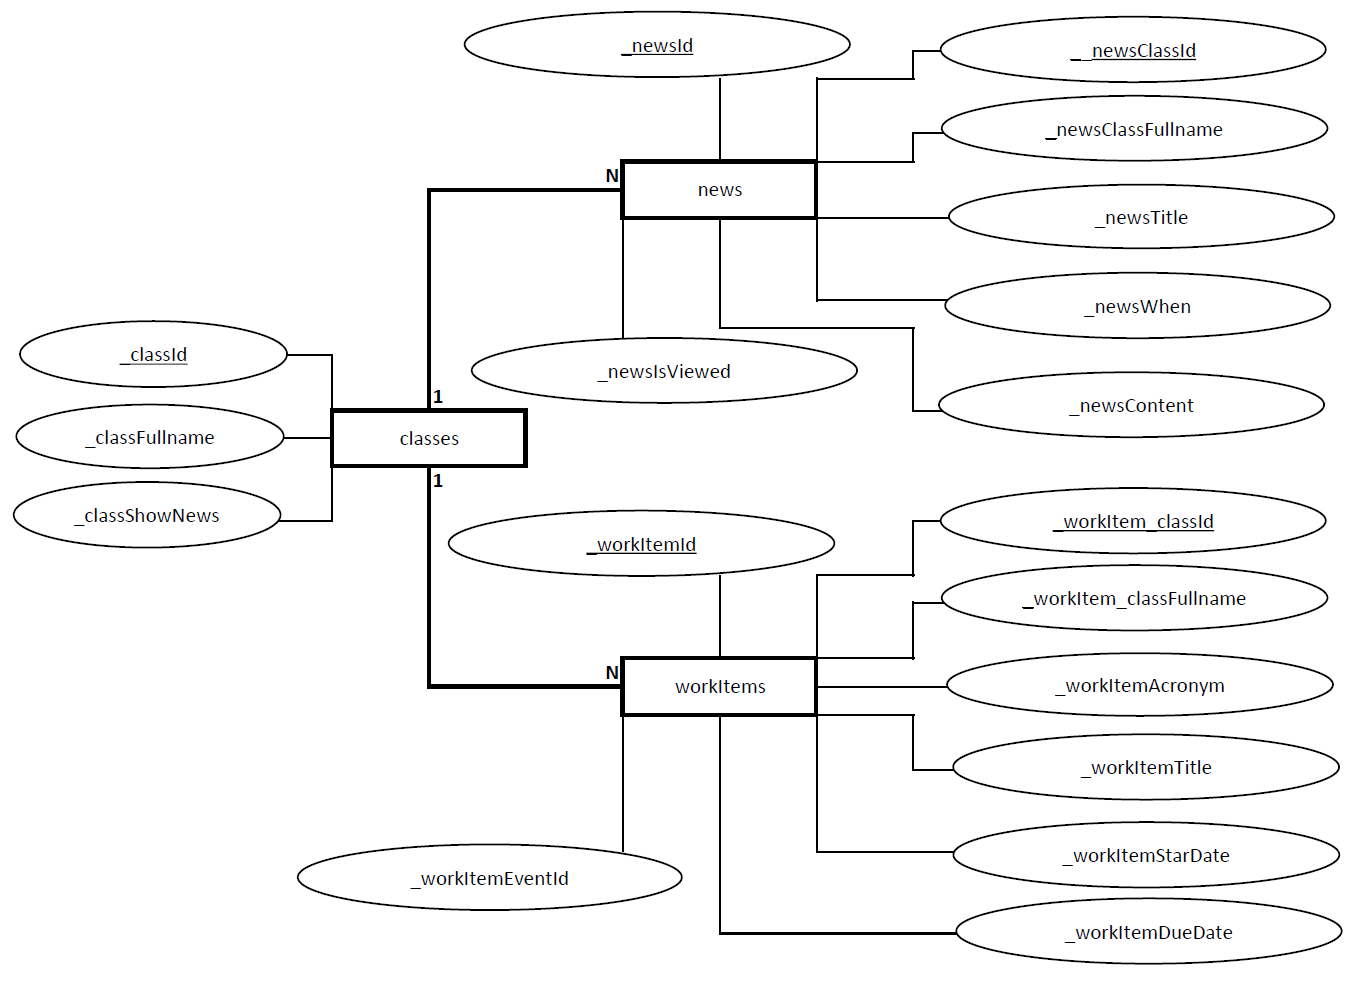 _newsId
__newsClassId
_newsClassFullname
N
news
_newsTitle
_newsWhen
_classId
_newsIsViewed
1
_newsContent
_classFullname
classes
1
_classShowNews
_workItemId
_workItem_classId
_workItem_classFullname
N
workItems
_workItemAcronym
_workItemTitle
_workItemStarDate
_workItemEventId
_workItemDueDate